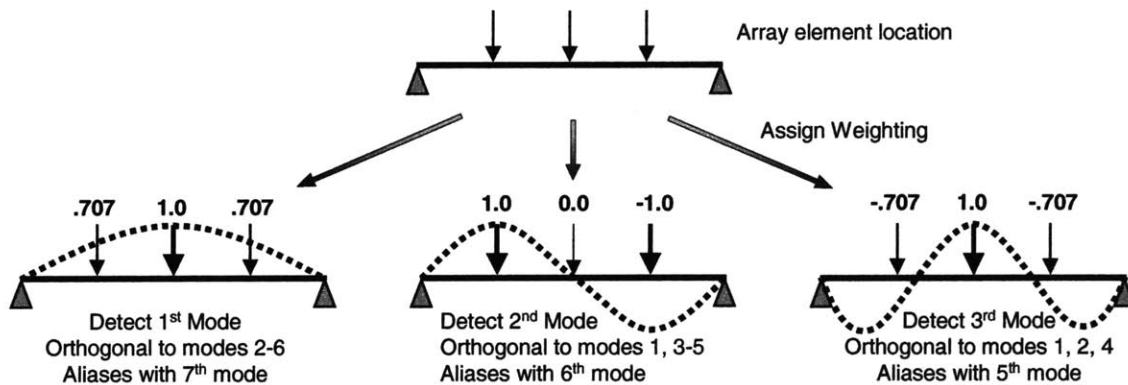 Array element location
Assign Weighting
.707 1.0 .707
1.0 0.0 -1.0
-.707 1.0 -.707
Detect 1st Mode
Orthogonal to modes 2-6
Aliases with 7th mode
Detect 2nd Mode
Orthogonal to modes 1, 3-5
Aliases with 6th mode
Detect 3rd Mode
Orthogonal to modes 1, 2, 4
Aliases with 5th mode